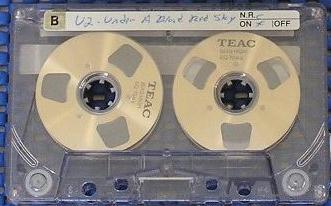 B U2 - Under A Blood Red Sky N.R.
ON OFF
TEAC
TEAC